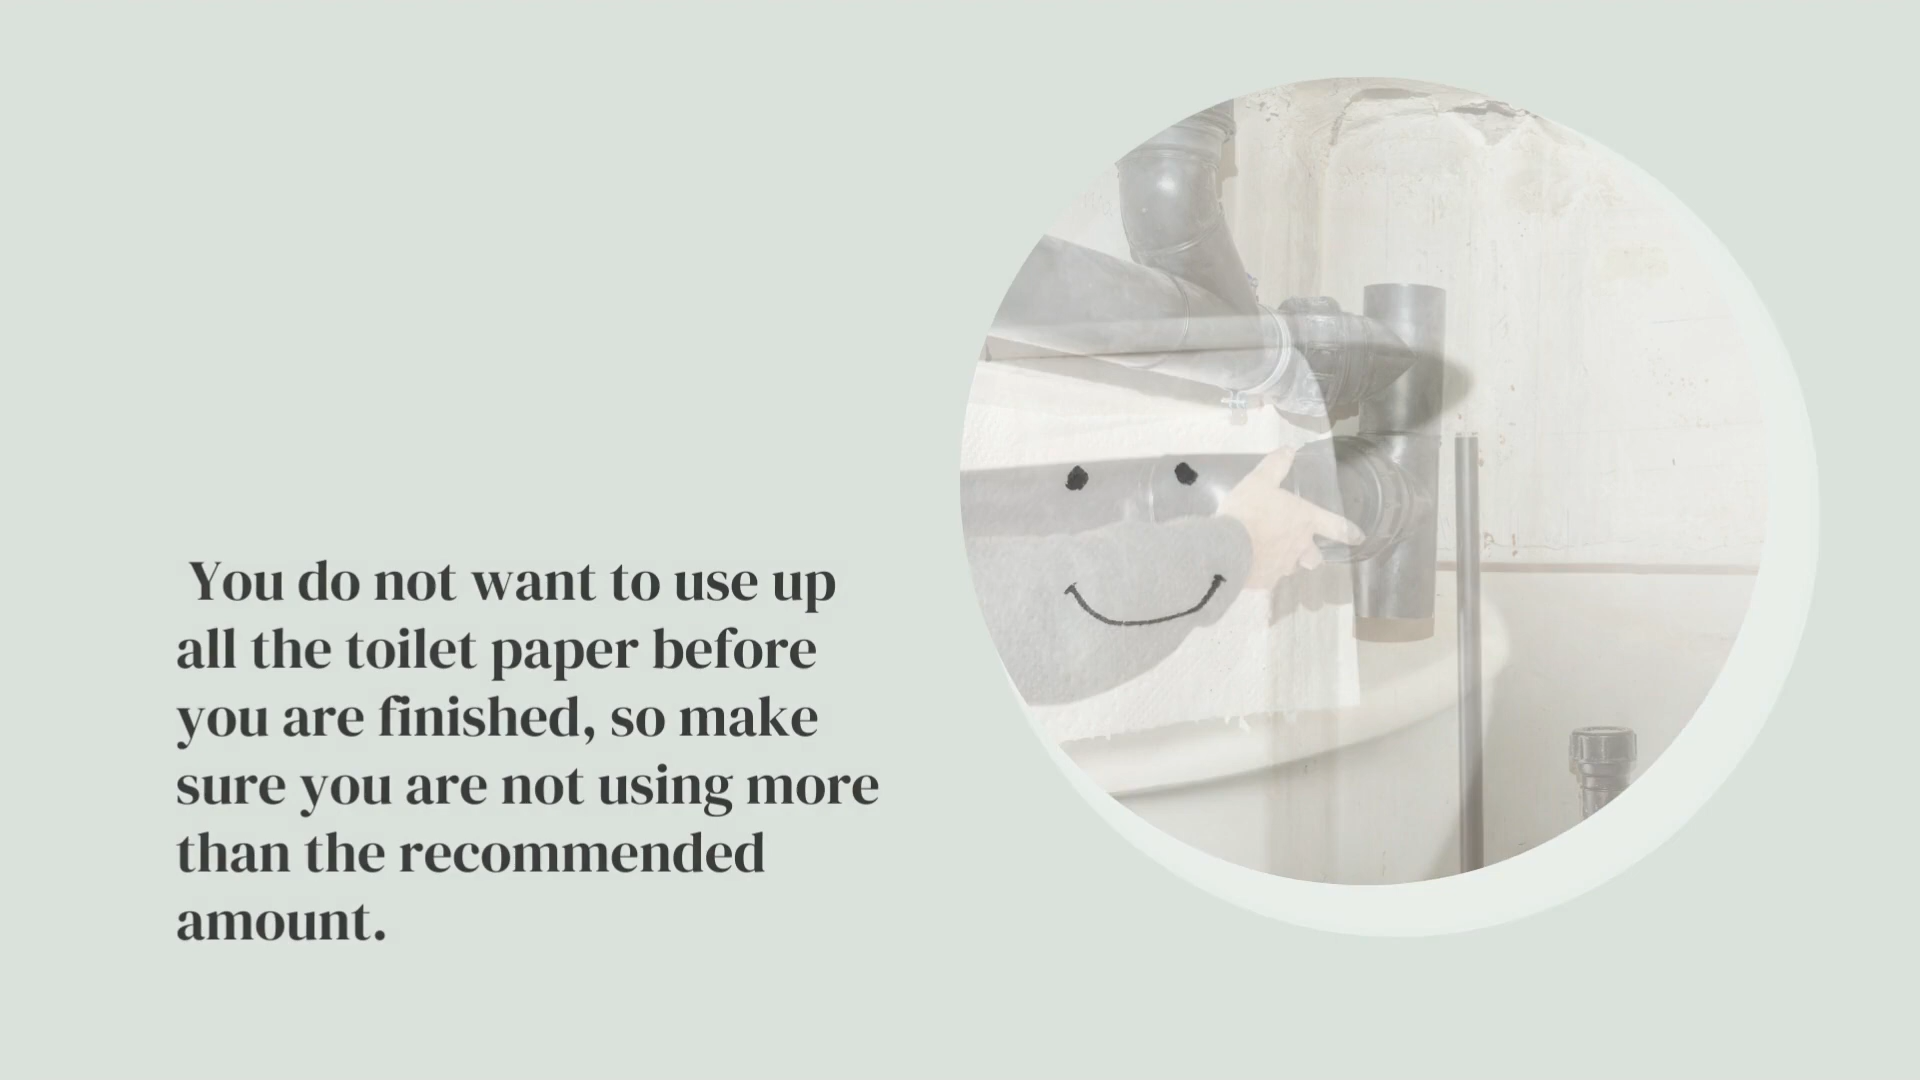 You do not want to use up
all the toilet paper before
you are finished, so make
sure you are not using more
than the recommended
amount.